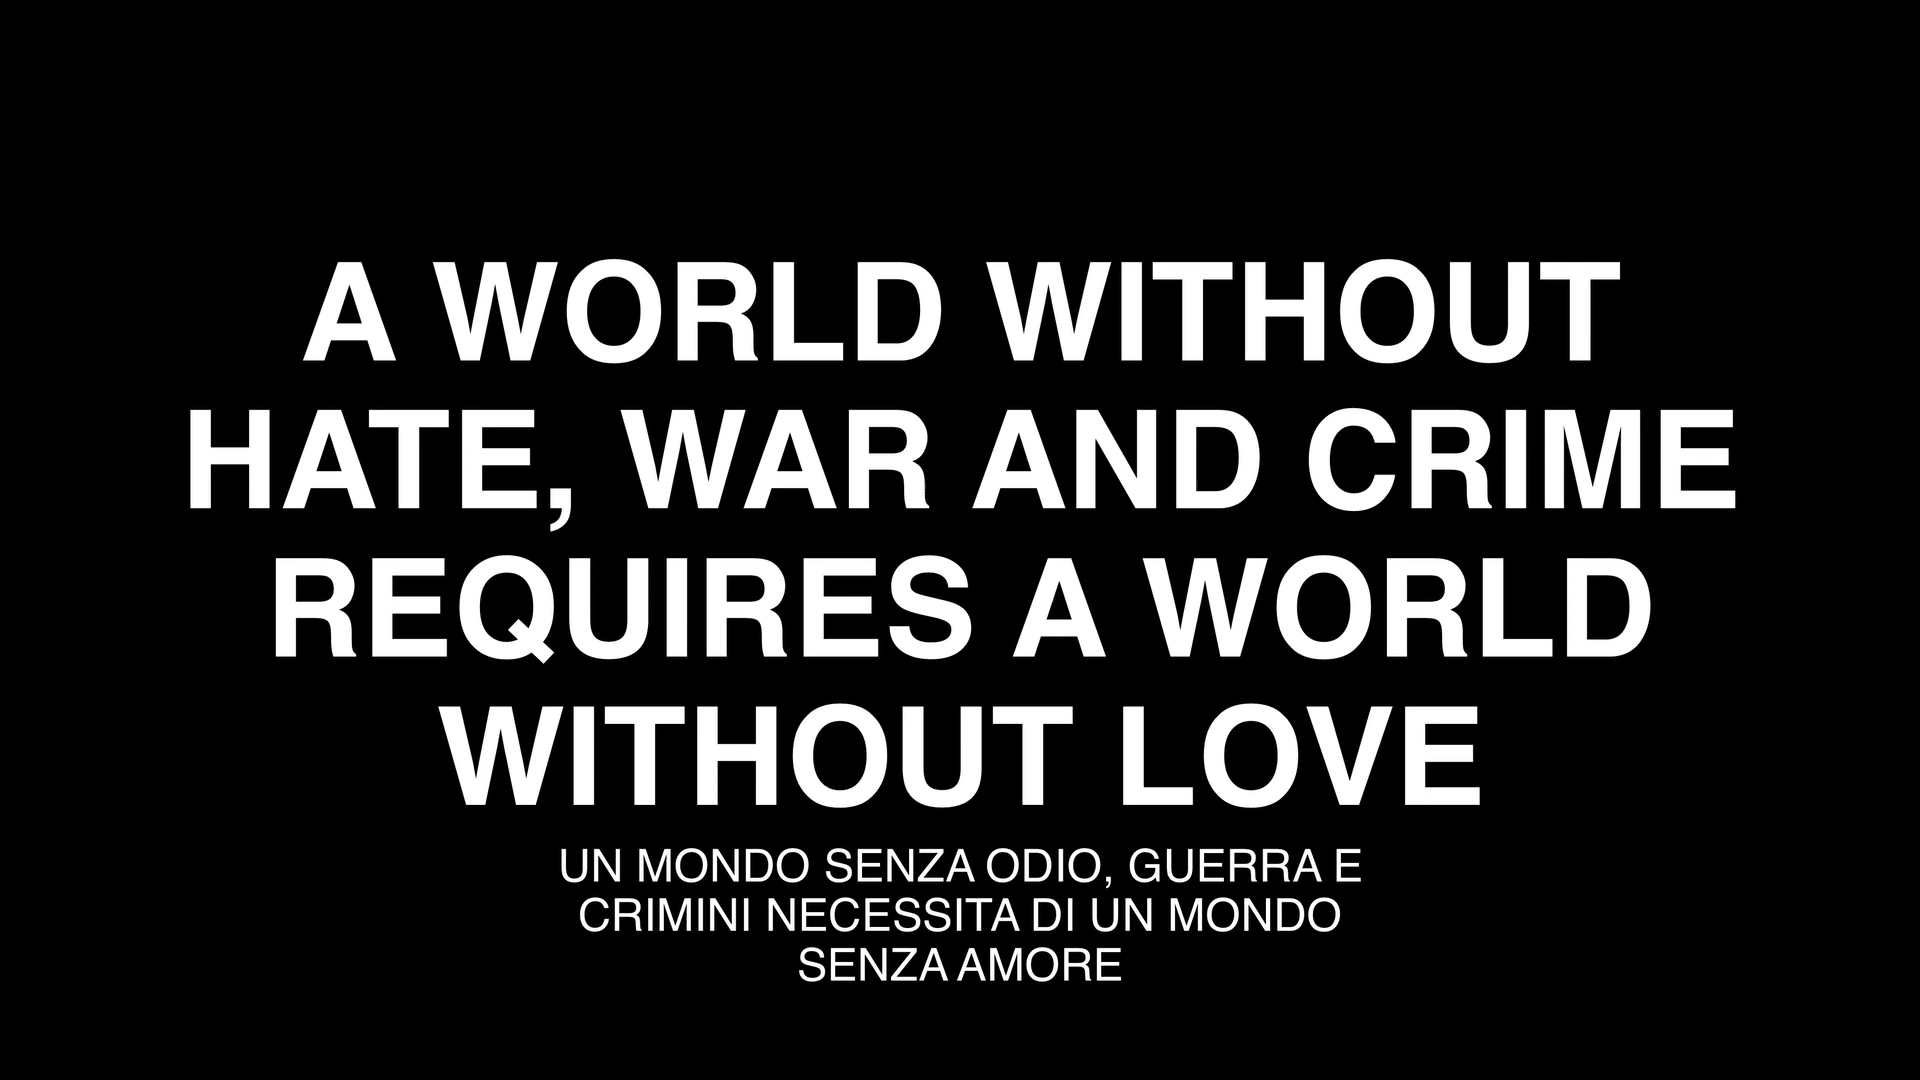 A WORLD WITHOUT
HATE, WAR AND CRIME
REQUIRES A WORLD
WITHOUT LOVE
UN MONDO SENZA ODIO, GUERRA E
CRIMINI NECESSITA DI UN MONDO
SENZA AMORE